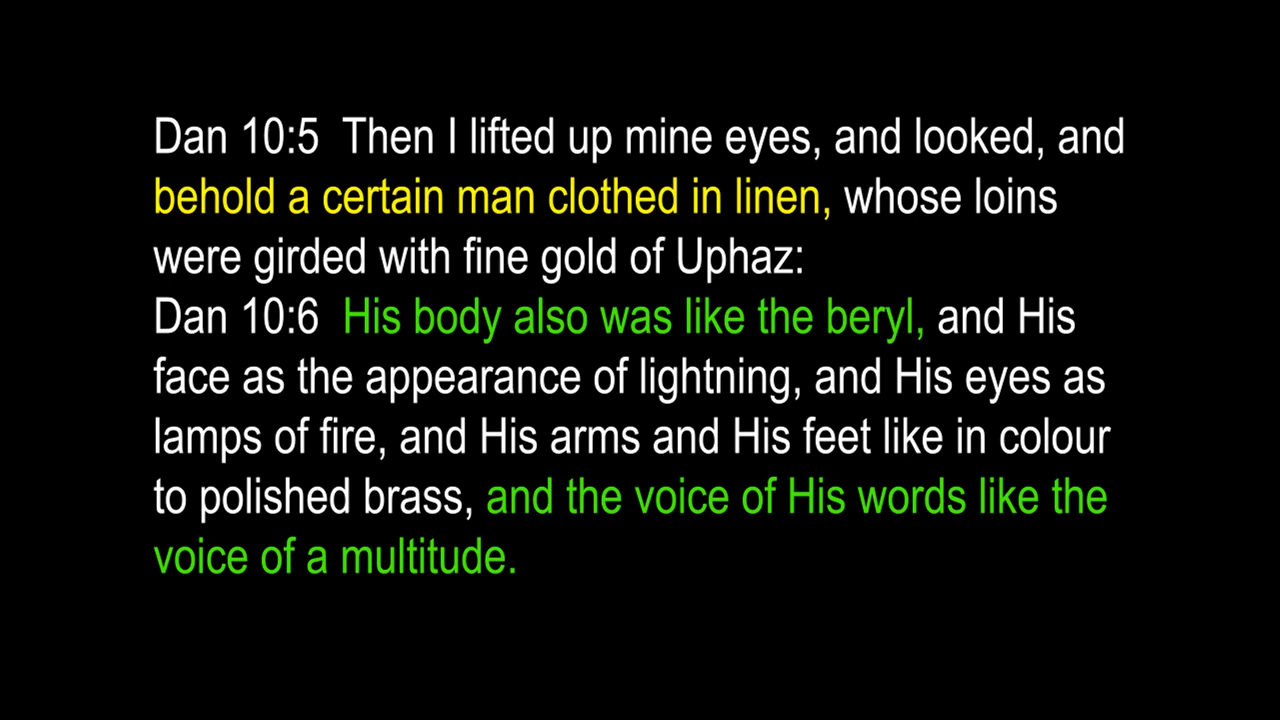 Dan 10:5  Then I lifted up mine eyes, and looked, and
behold a certain man clothed in linen, whose loins
were girded with fine gold of Uphaz:
Dan 10:6  His body also was like the beryl, and His
face as the appearance of lightning, and His eyes as
lamps of fire, and His arms and His feet like in colour
to polished brass, and the voice of His words like the
voice of a multitude.